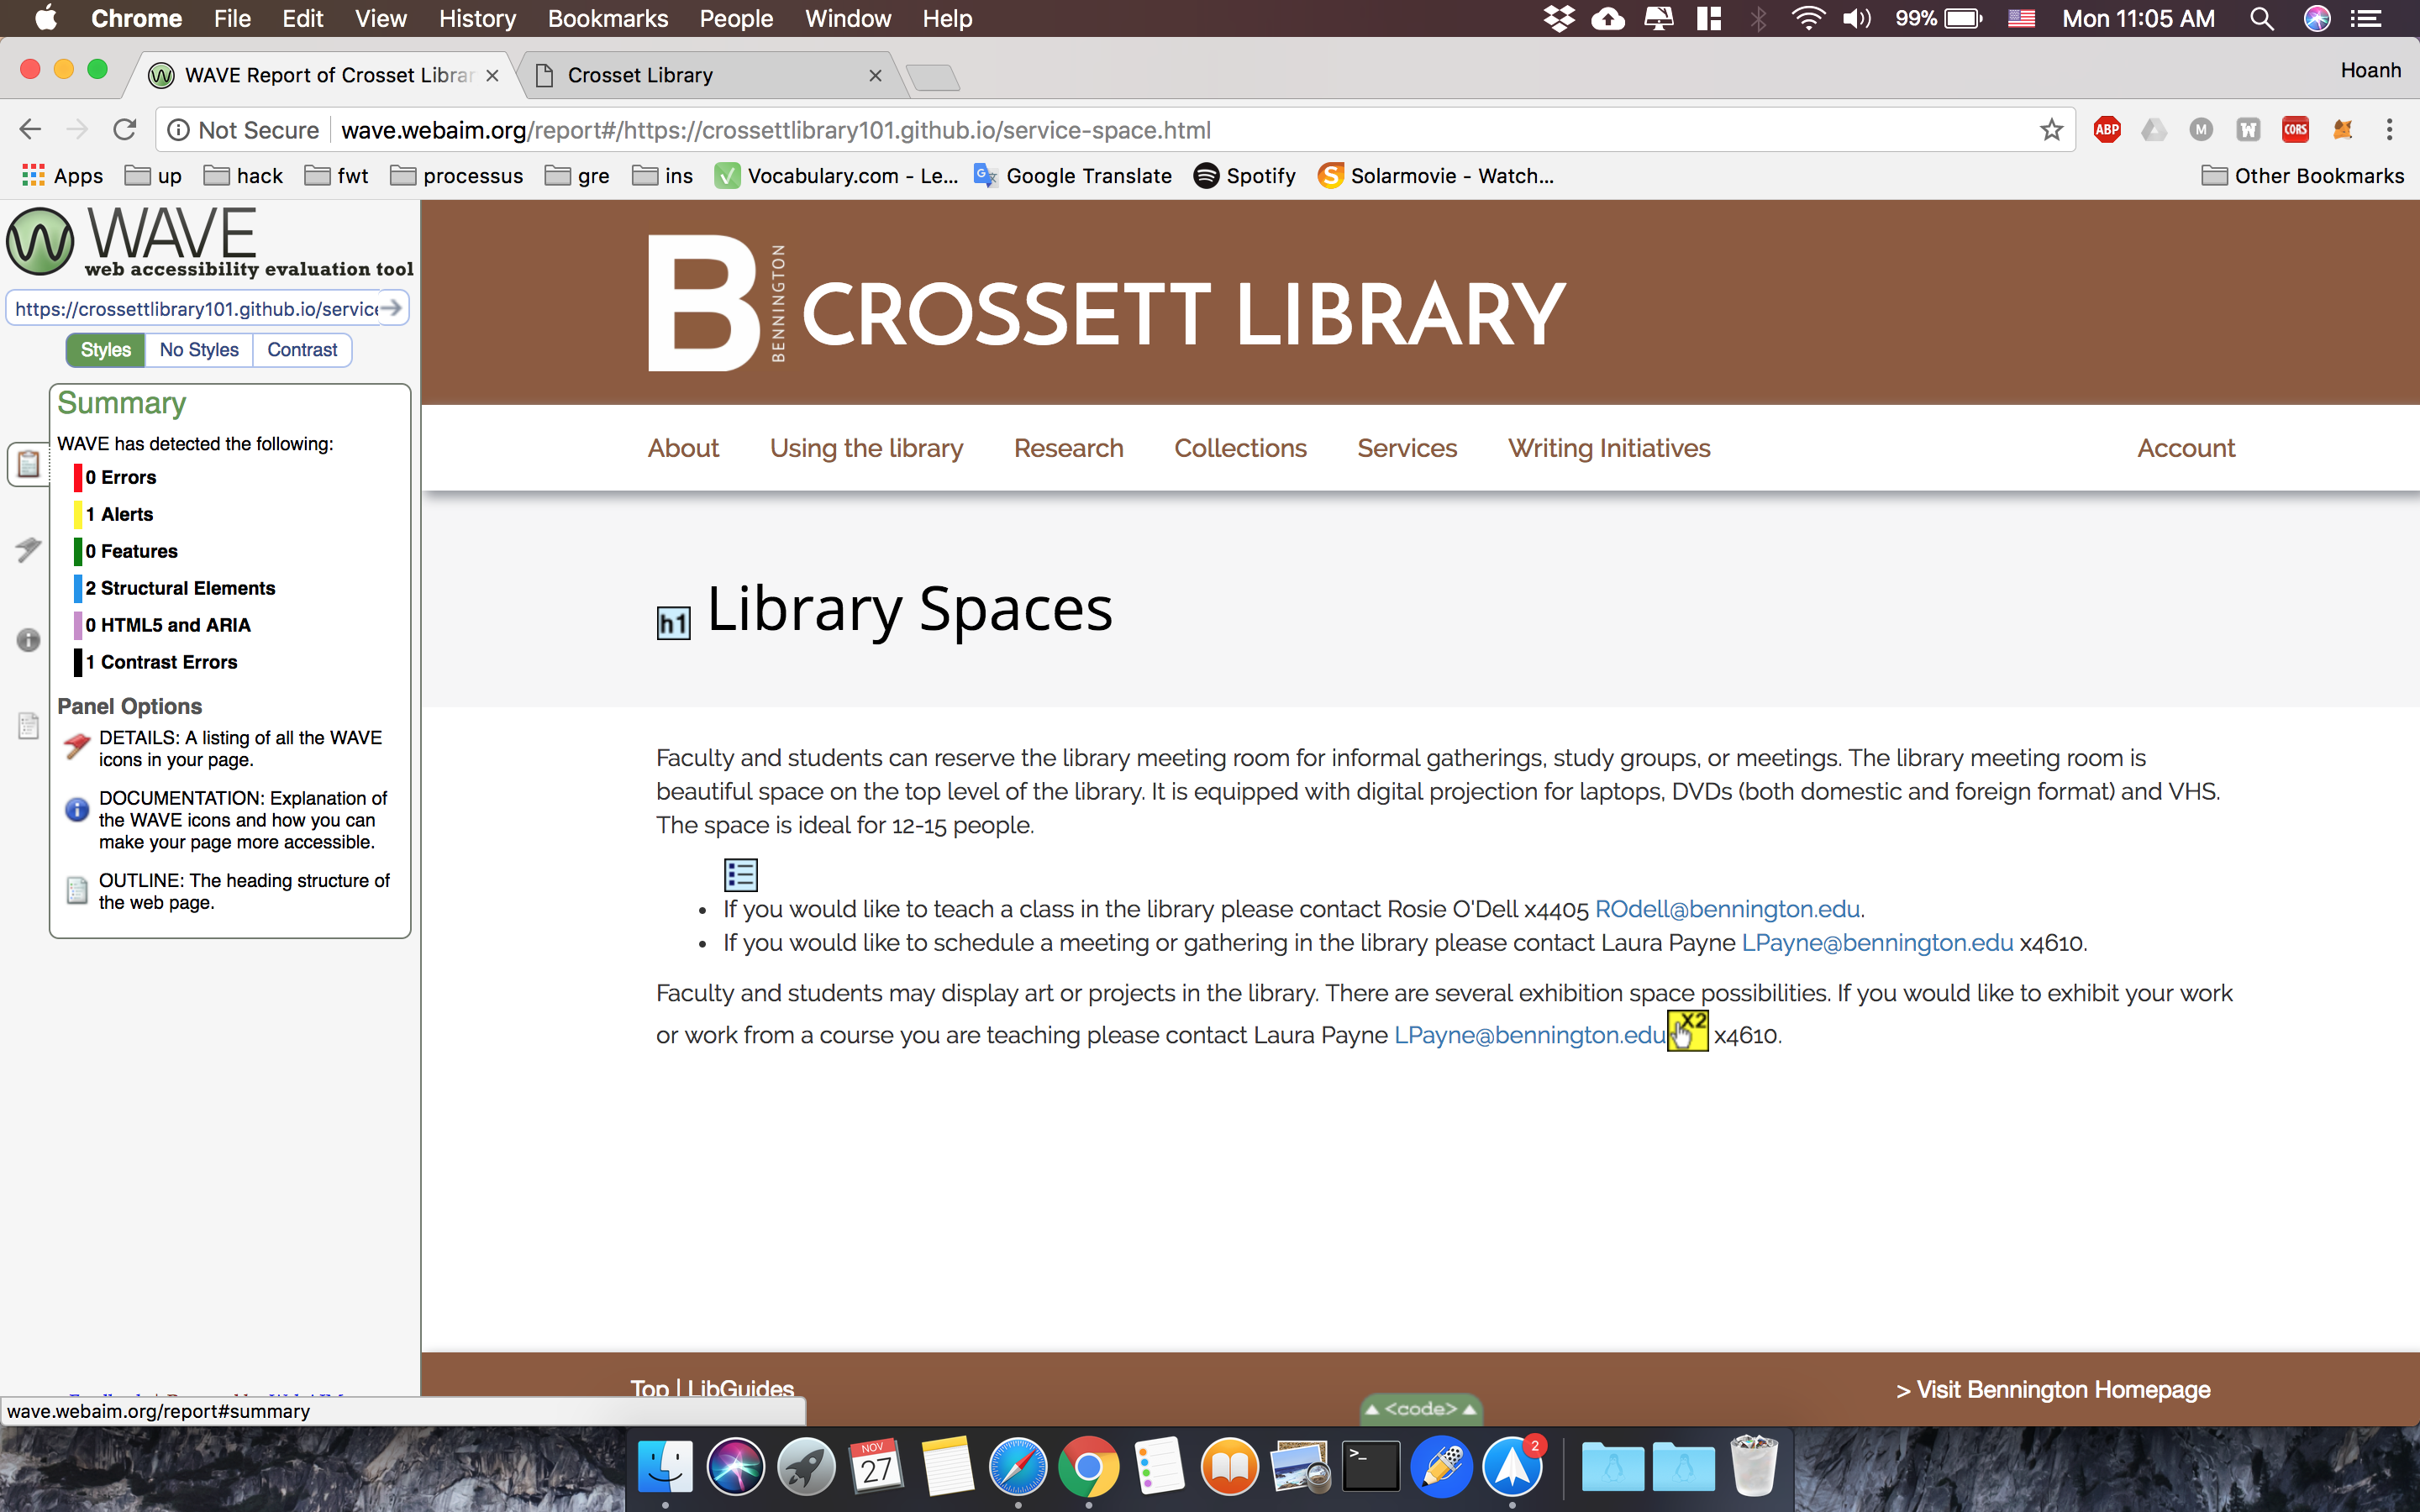 Chrome File Edit View History Bookmarks People Window Help 99% Mon 11:05 AM
WAVE Report of Crosset Librar Crosset Library Hoanh
Not Secure wave.webaim.org/report#/https://crossettlibrary101.github.io/service-space.html ABP M W CORS
Apps up hack fwt processus gre ins Vocabulary.com - Le... Google Translate Spotify Solarmovie - Watch... Other Bookmarks
WAVE
web accessibility evaluation tool
https://crossettlibrary101.github.io/service
Styles No Styles Contrast
Summary
WAVE has detected the following:
0 Errors
1 Alerts
0 Features
2 Structural Elements
0 HTML5 and ARIA
1 Contrast Errors
Panel Options
DETAILS: A listing of all the WAVE
icons in your page.
DOCUMENTATION: Explanation of
the WAVE icons and how you can
make your page more accessible.
OUTLINE: The heading structure of
the web page.
wave.webaim.org/report#summary
B BENNINGTON CROSSETT LIBRARY
About Using the library Research Collections Services Writing Initiatives Account
h1 Library Spaces
Faculty and students can reserve the library meeting room for informal gatherings, study groups, or meetings. The library meeting room is
beautiful space on the top level of the library. It is equipped with digital projection for laptops, DVDs (both domestic and foreign format) and VHS.
The space is ideal for 12-15 people.
• If you would like to teach a class in the library please contact Rosie O'Dell x4405 ROdell@bennington.edu.
• If you would like to schedule a meeting or gathering in the library please contact Laura Payne LPayne@bennington.edu x4610.
Faculty and students may display art or projects in the library. There are several exhibition space possibilities. If you would like to exhibit your work
or work from a course you are teaching please contact Laura Payne LPayne@bennington.edu X2 x4610.
Top | LibGuides > Visit Bennington Homepage
<code>
NOV
27
2